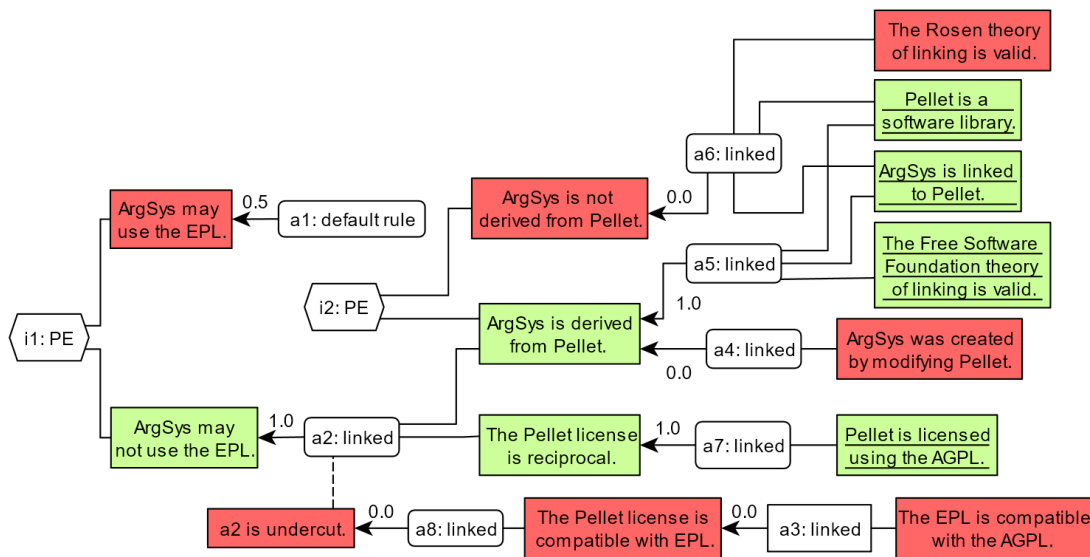 The Rosen theory
of linking is valid.
Pellet is a
software library.
a6: linked
ArgSys is linked
to Pellet.
ArgSys is not
derived from Pellet.
0.0
ArgSys may
use the EPL.
0.5
a1: default rule
The Free Software
Foundation theory
of linking is valid.
a5: linked
1.0
i2: PE
i1: PE
ArgSys is derived
from Pellet.
0.0
a4: linked
ArgSys was created
by modifying Pellet.
ArgSys may
not use the EPL.
1.0
a2: linked
The Pellet license
is reciprocal.
1.0
a7: linked
Pellet is licensed
using the AGPL.
a2 is undercut.
0.0
a8: linked
The Pellet license is
compatible with EPL.
0.0
a3: linked
The EPL is compatible
with the AGPL.